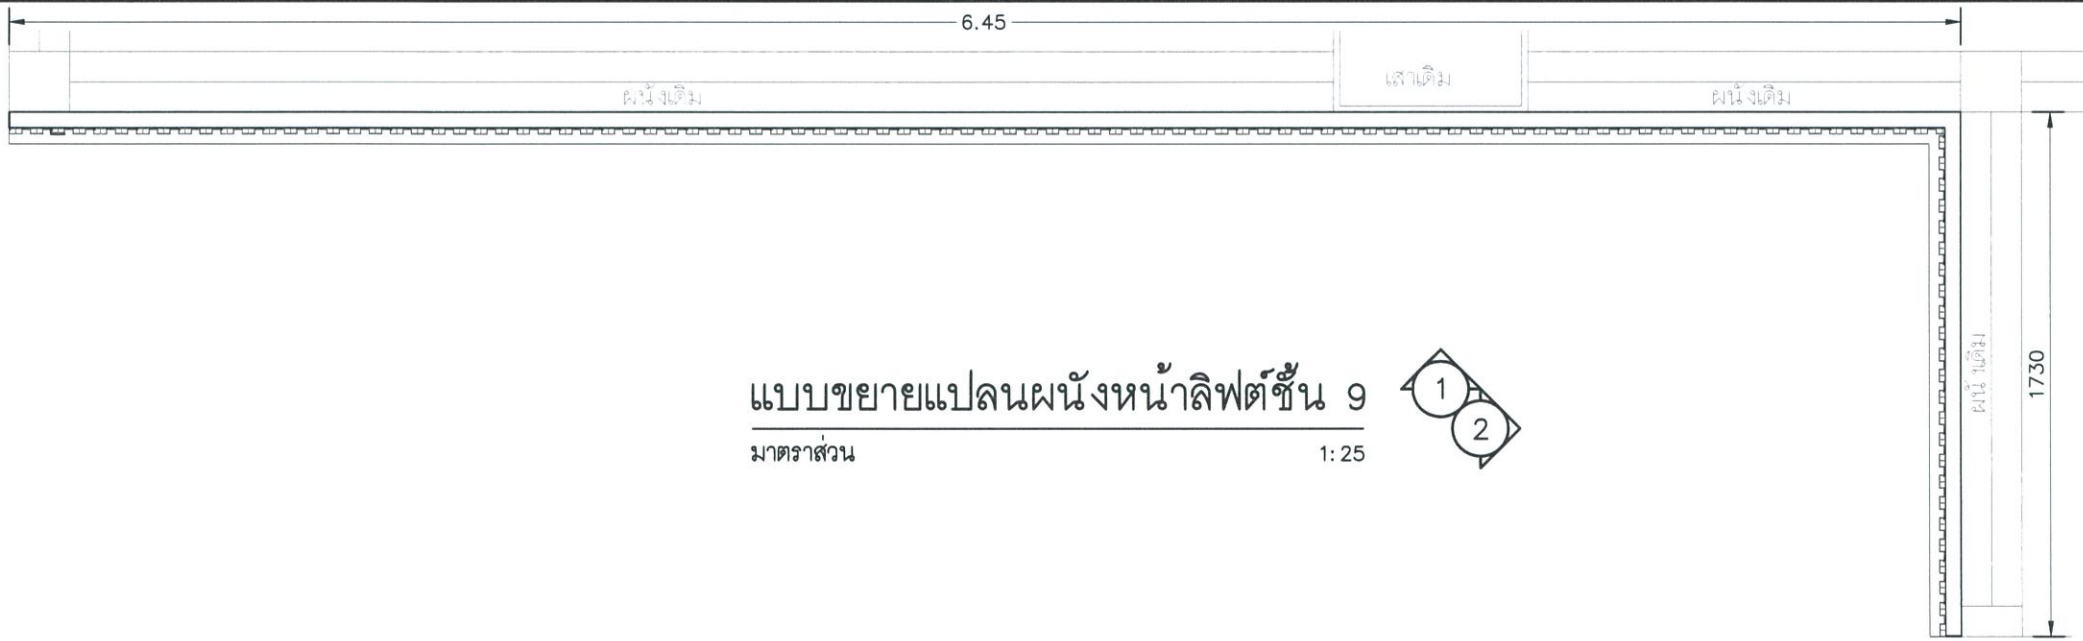 6.45
เสาเดิม
ผนังเดิม
ผนังเดิม
ผนังเดิม
1730
แบบขยายแปลนผนังหน้าลิฟต์ชั้น 9
1
2
มาตราส่วน 1:25